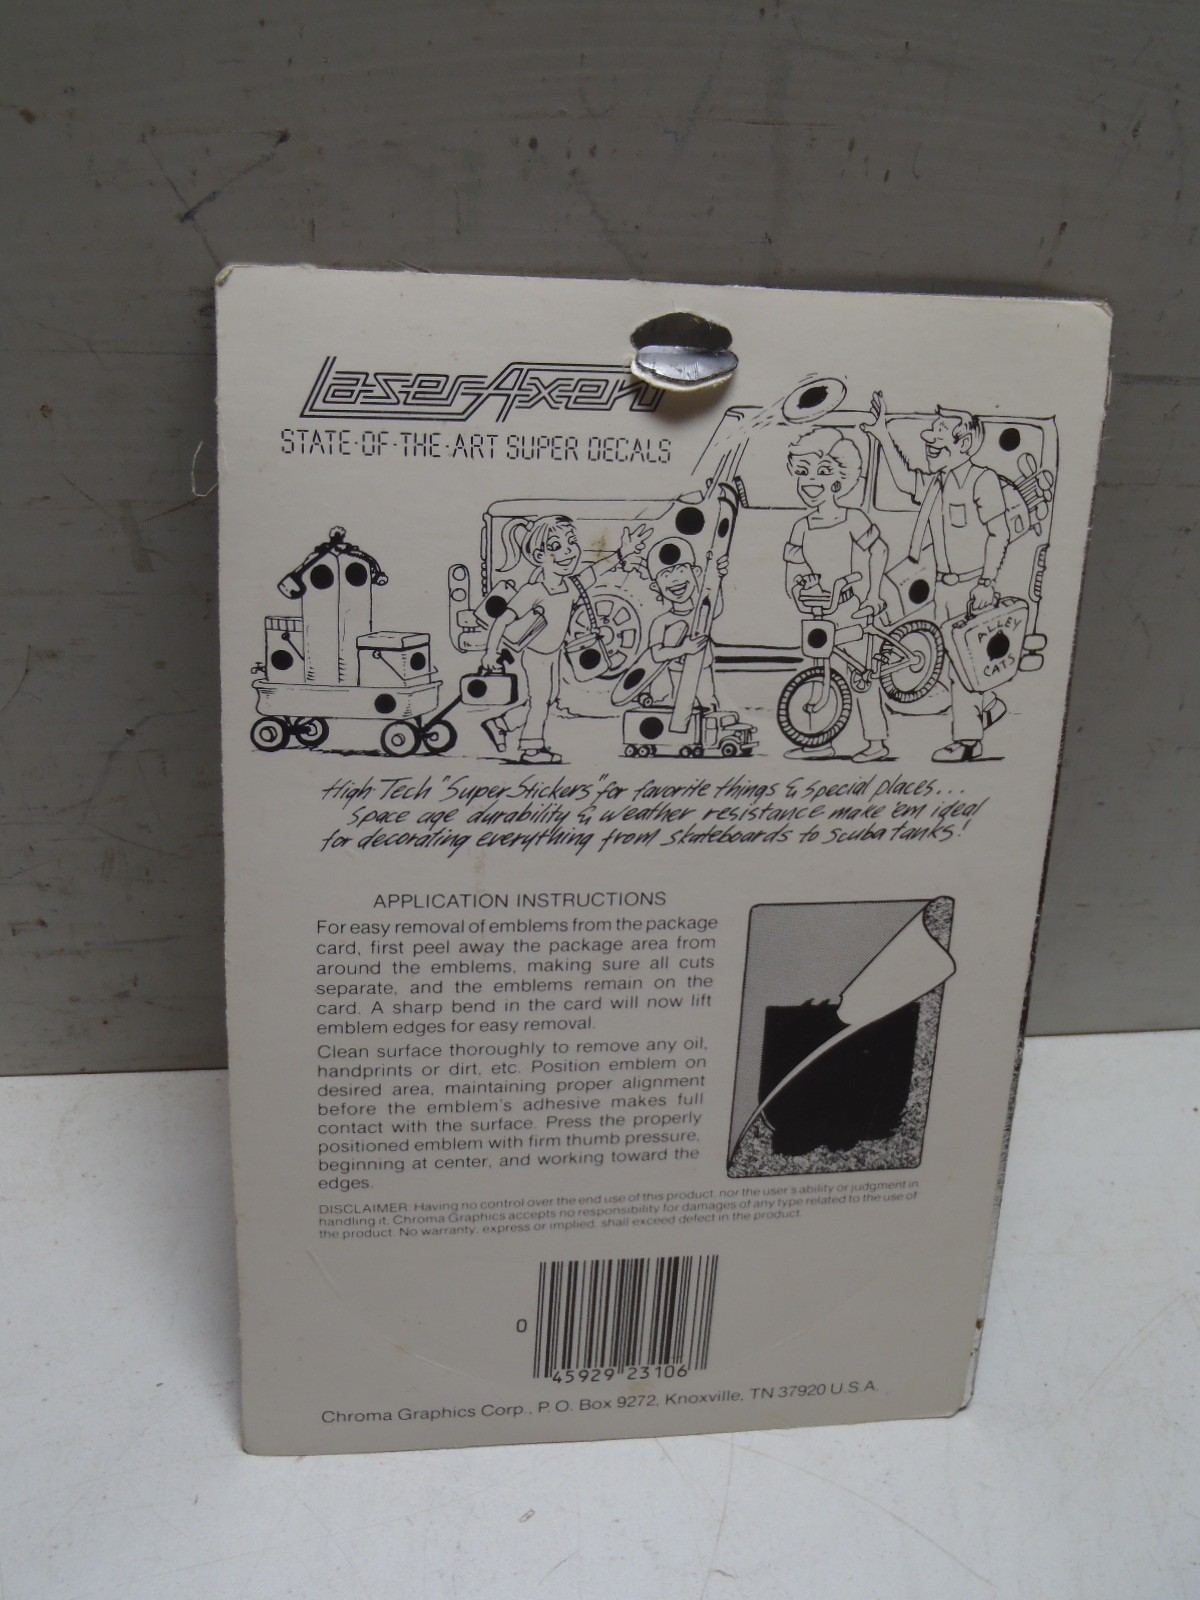 Laser Axent
STATE-OF-THE-ART SUPER DECALS
ALLEY
CATS
High Tech "Super Stickers" for favorite things & special places...
Space age durability & weather resistance make 'em ideal
for decorating everything from skateboards to scuba tanks!
APPLICATION INSTRUCTIONS
For easy removal of emblems from the package
card, first peel away the package area from
around the emblems, making sure all cuts
separate, and the emblems remain on the
card. A sharp bend in the card will now lift
emblem edges for easy removal.
Clean surface thoroughly to remove any oil,
handprints or dirt, etc. Position emblem on
desired area, maintaining proper alignment
before the emblem's adhesive makes full
contact with the surface. Press the properly
positioned emblem with firm thumb pressure,
beginning at center, and working toward the
edges.
DISCLAIMER: Having no control over the end use of this product, nor the user's ability or judgment in
handling it, Chroma Graphics accepts no responsibility for damages of any type related to the use of
the product. No warranty, express or implied, shall exceed defect in the product.
0 45929 23106
Chroma Graphics Corp., P.O. Box 9272, Knoxville, TN 37920 U.S.A.